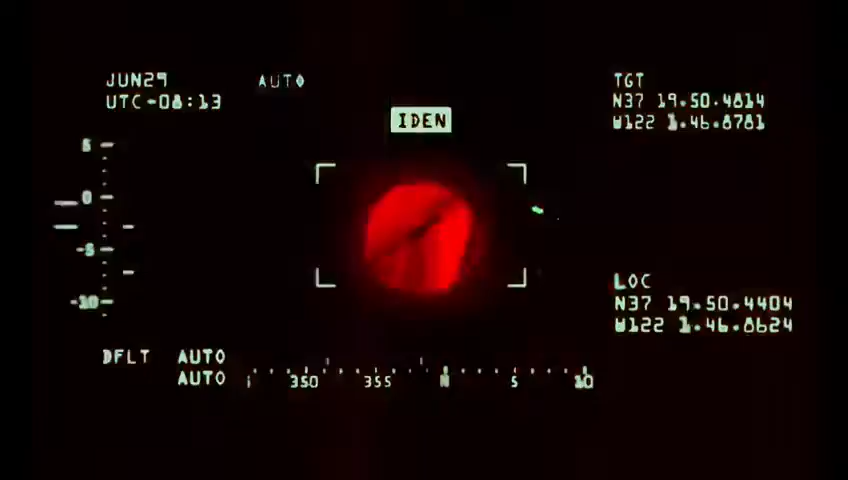 JUN29
UTC-08:13
AUTO
IDEN
TGT
N37 19.50.4814
W122 1.46.8781
5
0
-5
-10
LOC
N37 19.50.4404
W122 1.46.8624
DFLT AUTO
AUTO
350 355 N 5 10